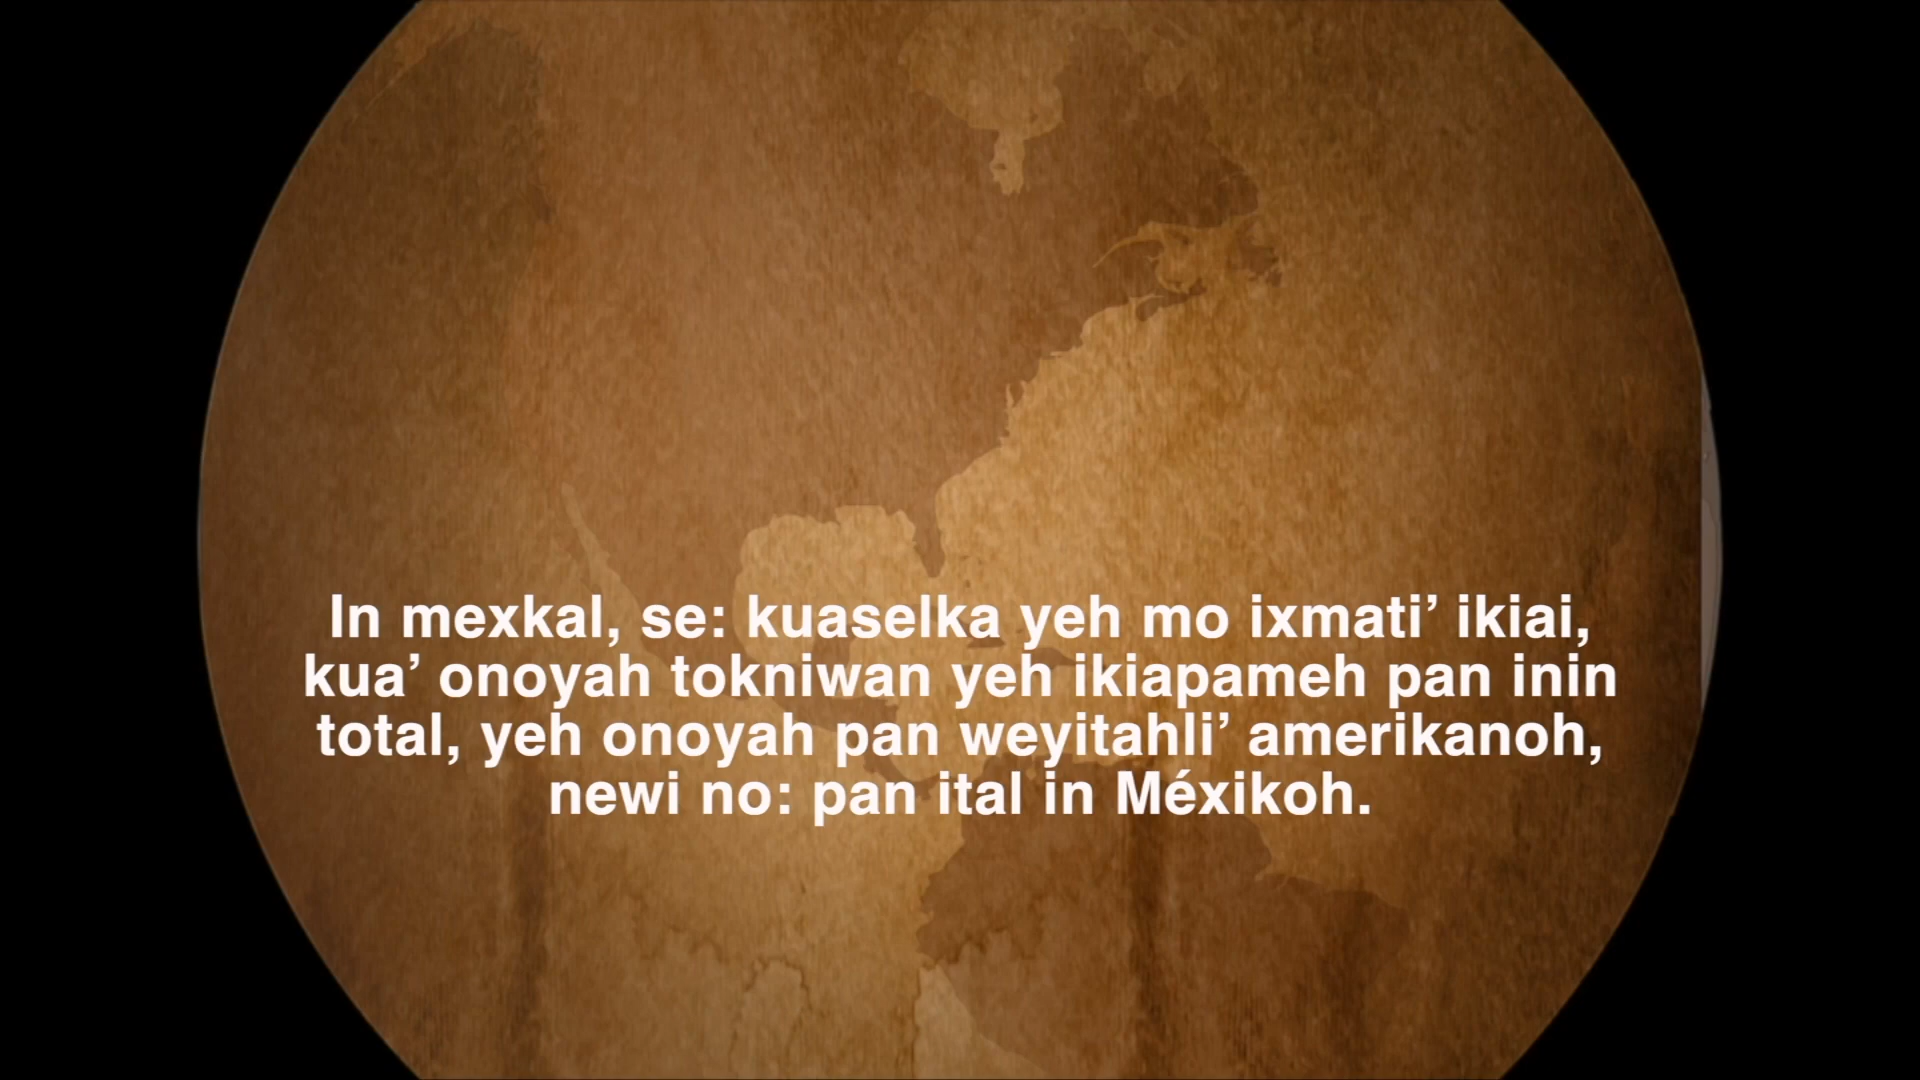 In mexkal, se: kuaselka yeh mo ixmati’ ikiai,
kua’ onoyah tokniwan yeh ikiapameh pan inin
total, yeh onoyah pan weyitahli’ amerikanoh,
newi no: pan ital in Méxikoh.